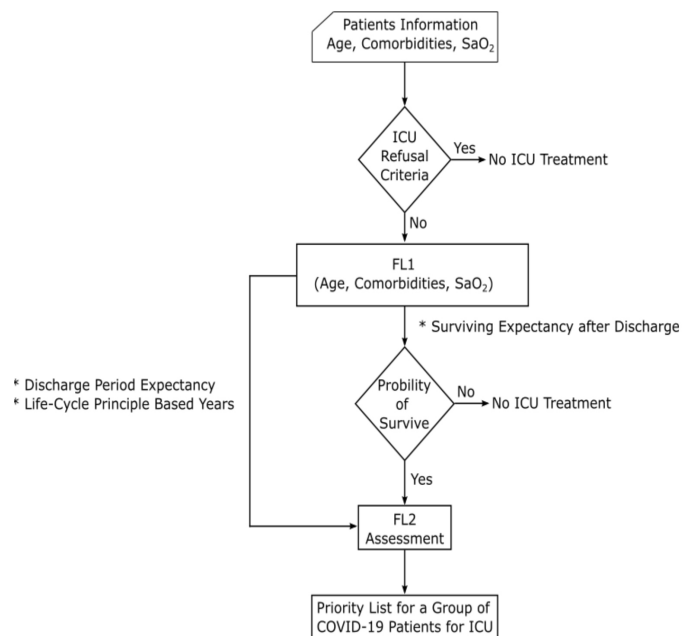 Patients Information
Age, Comorbidities, SaO₂
ICU
Refusal
Criteria
Yes
No ICU Treatment
No
FL1
(Age, Comorbidities, SaO₂)
* Surviving Expectancy after Discharge
* Discharge Period Expectancy
* Life-Cycle Principle Based Years
Probility
of
Survive
No
No ICU Treatment
Yes
FL2
Assessment
Priority List for a Group of
COVID-19 Patients for ICU